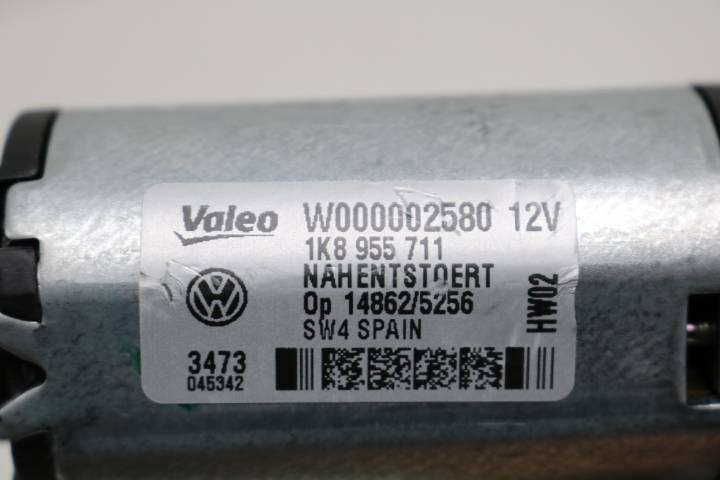 Valeo W000002580 12V
1K8 955 711
NAHENTSTOERT
Op 14862/5256
SW4 SPAIN
HW02
3473
045342